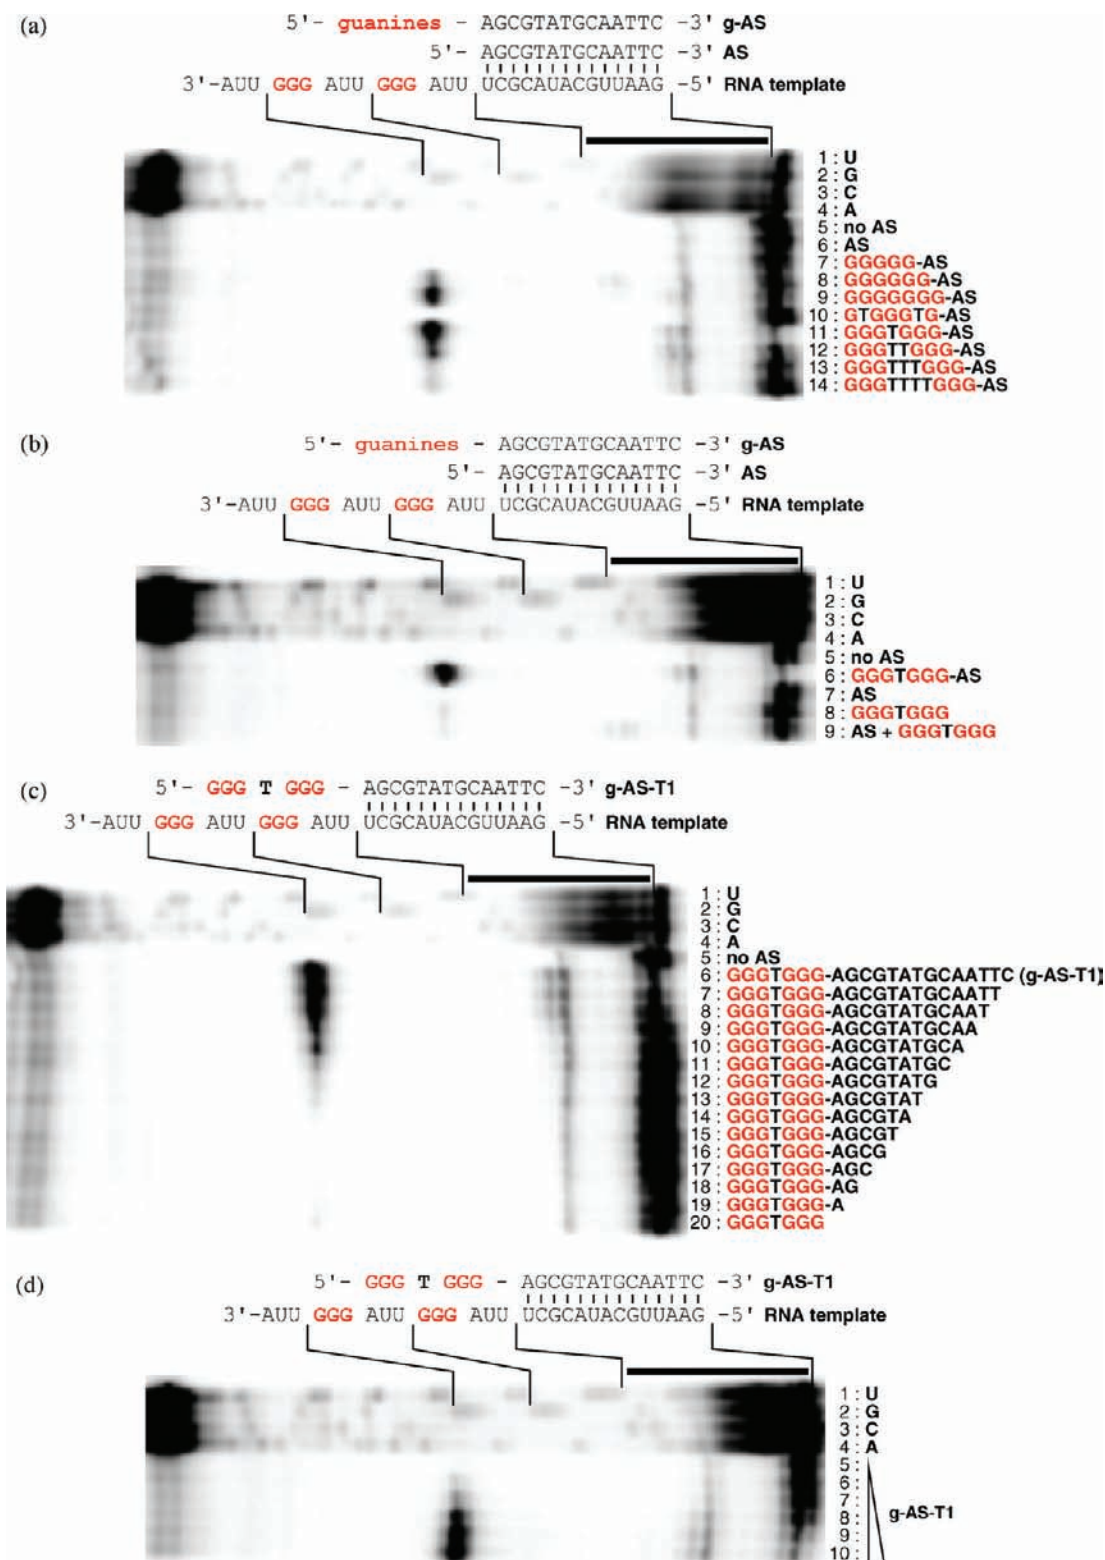 (a)
5'- guanines - AGCGTATGCAATTC -3' g-AS
5'- AGCGTATGCAATTC -3' AS
3'-AUU GGG AUU GGG AUU UCGCAUACGUUAAG -5' RNA template
1 : U
2 : G
3 : C
4 : A
5 : no AS
6 : AS
7 : GGGGG-AS
8 : GGGGGG-AS
9 : GGGGGGG-AS
10 : GTGGGTG-AS
11 : GGGTGGG-AS
12 : GGGTTGGG-AS
13 : GGGTTTGGG-AS
14 : GGGTTTTGGG-AS
(b)
5'- guanines - AGCGTATGCAATTC -3' g-AS
5'- AGCGTATGCAATTC -3' AS
3'-AUU GGG AUU GGG AUU UCGCAUACGUUAAG -5' RNA template
1 : U
2 : G
3 : C
4 : A
5 : no AS
6 : GGGTGGG-AS
7 : AS
8 : GGGTGGG
9 : AS + GGGTGGG
(c)
5'- GGG T GGG - AGCGTATGCAATTC -3' g-AS-T1
3'-AUU GGG AUU GGG AUU UCGCAUACGUUAAG -5' RNA template
1 : U
2 : G
3 : C
4 : A
5 : no AS
6 : GGGTGGG-AGCGTATGCAATTC (g-AS-T1)
7 : GGGTGGG-AGCGTATGCAATT
8 : GGGTGGG-AGCGTATGCAAT
9 : GGGTGGG-AGCGTATGCAA
10 : GGGTGGG-AGCGTATGCA
11 : GGGTGGG-AGCGTATGC
12 : GGGTGGG-AGCGTATG
13 : GGGTGGG-AGCGTAT
14 : GGGTGGG-AGCGTA
15 : GGGTGGG-AGCGT
16 : GGGTGGG-AGCG
17 : GGGTGGG-AGC
18 : GGGTGGG-AG
19 : GGGTGGG-A
20 : GGGTGGG
(d)
5'- GGG T GGG - AGCGTATGCAATTC -3' g-AS-T1
3'-AUU GGG AUU GGG AUU UCGCAUACGUUAAG -5' RNA template
1 : U
2 : G
3 : C
4 : A
5 :
6 :
7 :
8 : g-AS-T1
9 :
10 :